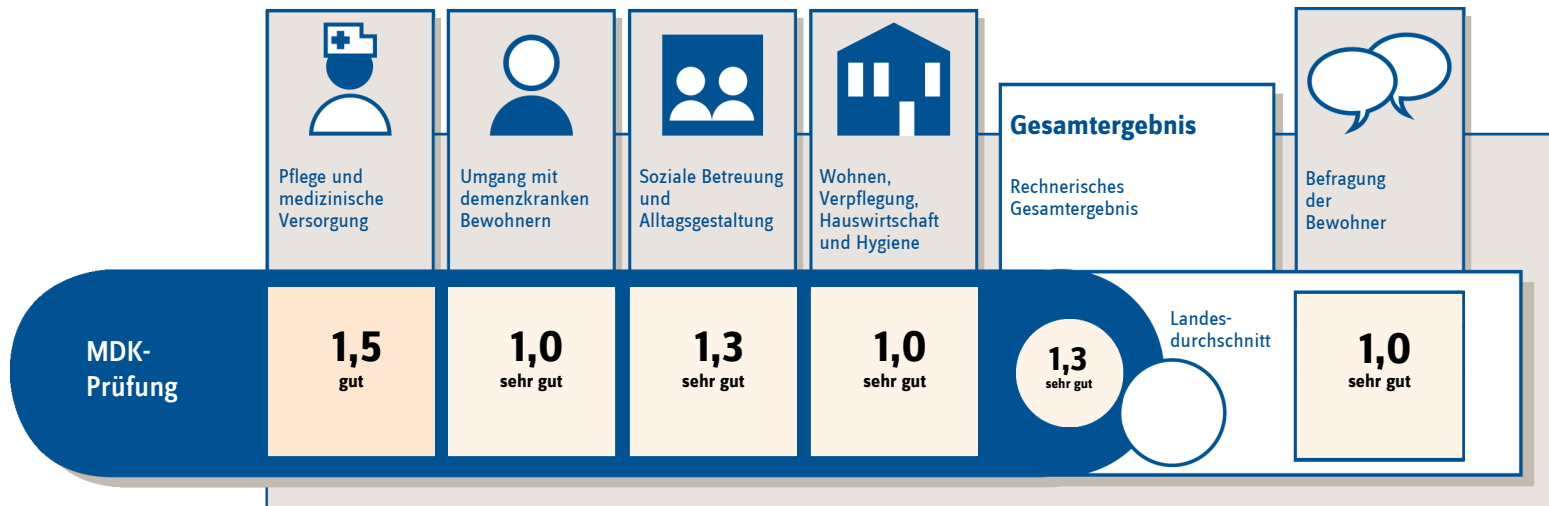 Pflege und
medizinische
Versorgung
Umgang mit
demenzkranken
Bewohnern
Soziale Betreuung
und
Alltagsgestaltung
Wohnen,
Verpflegung,
Hauswirtschaft
und Hygiene
Gesamtergebnis
Rechnerisches
Gesamtergebnis
Befragung
der
Bewohner
MDK-
Prüfung
1,5
gut
1,0
sehr gut
1,3
sehr gut
1,0
sehr gut
1,3
sehr gut
Landes-
durchschnitt
1,0
sehr gut